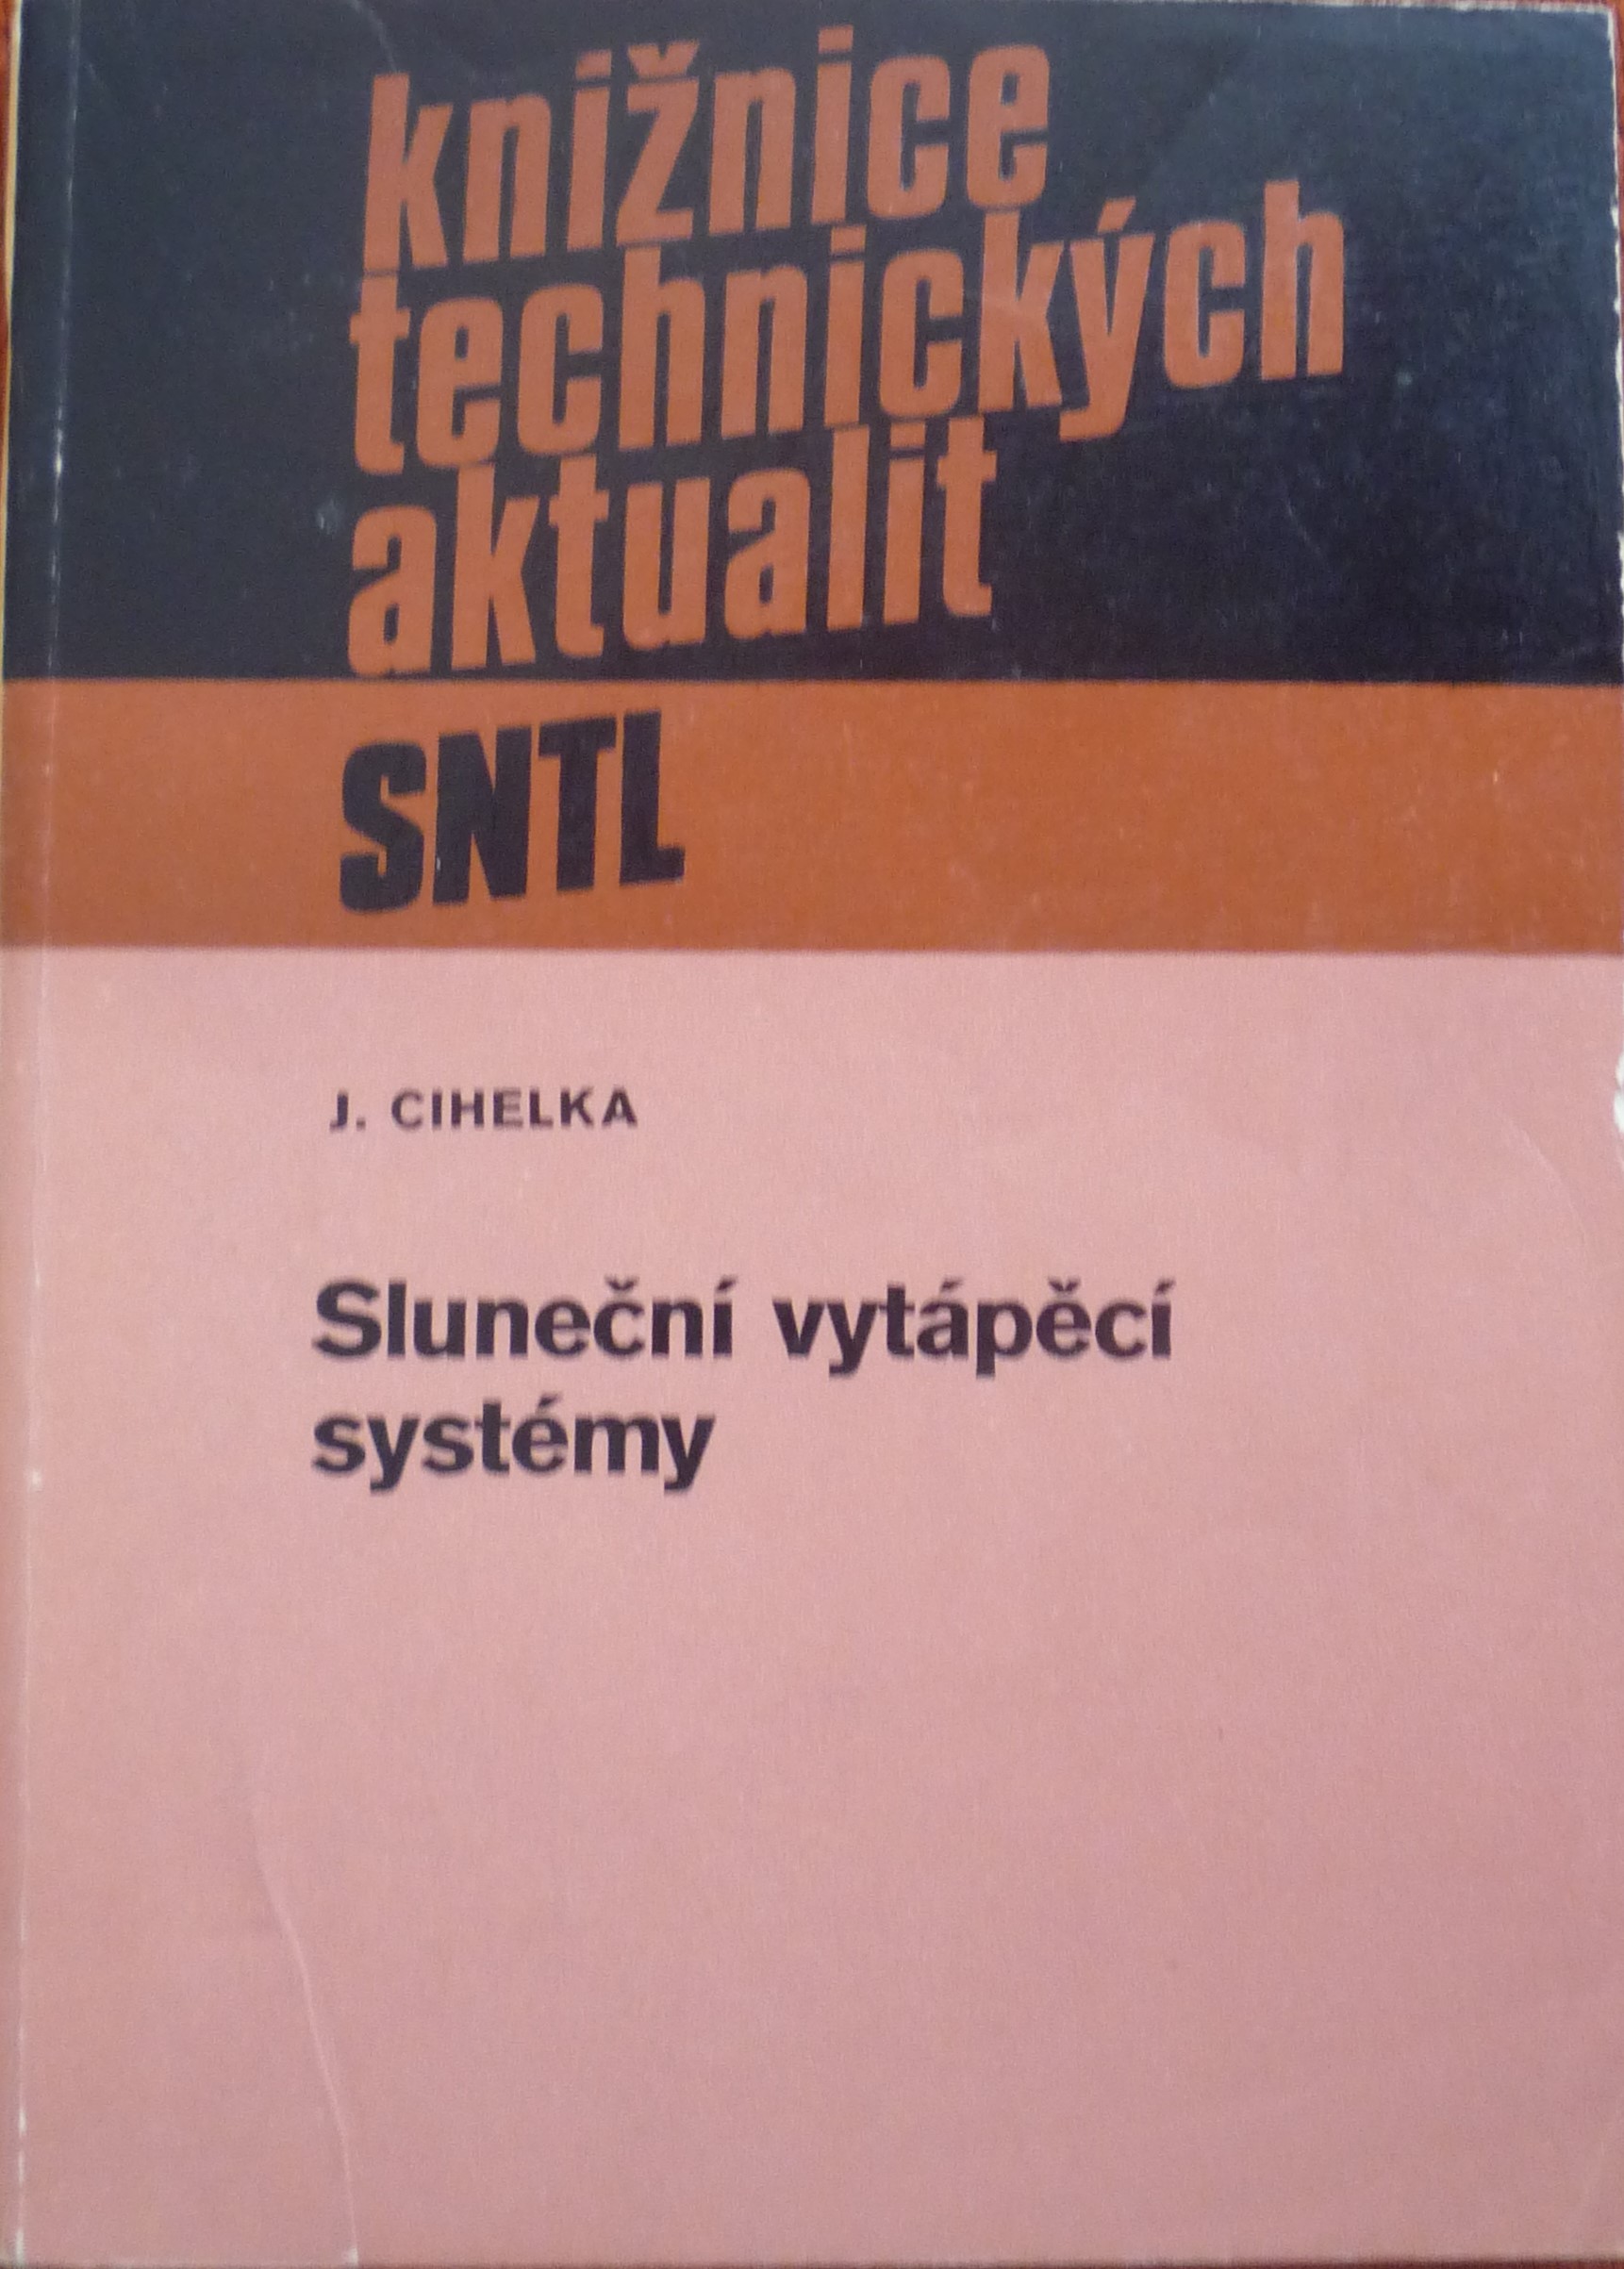 knižnice
technických
aktualit
SNTL
J. CIHELKA
Sluneční vytápěcí
systémy